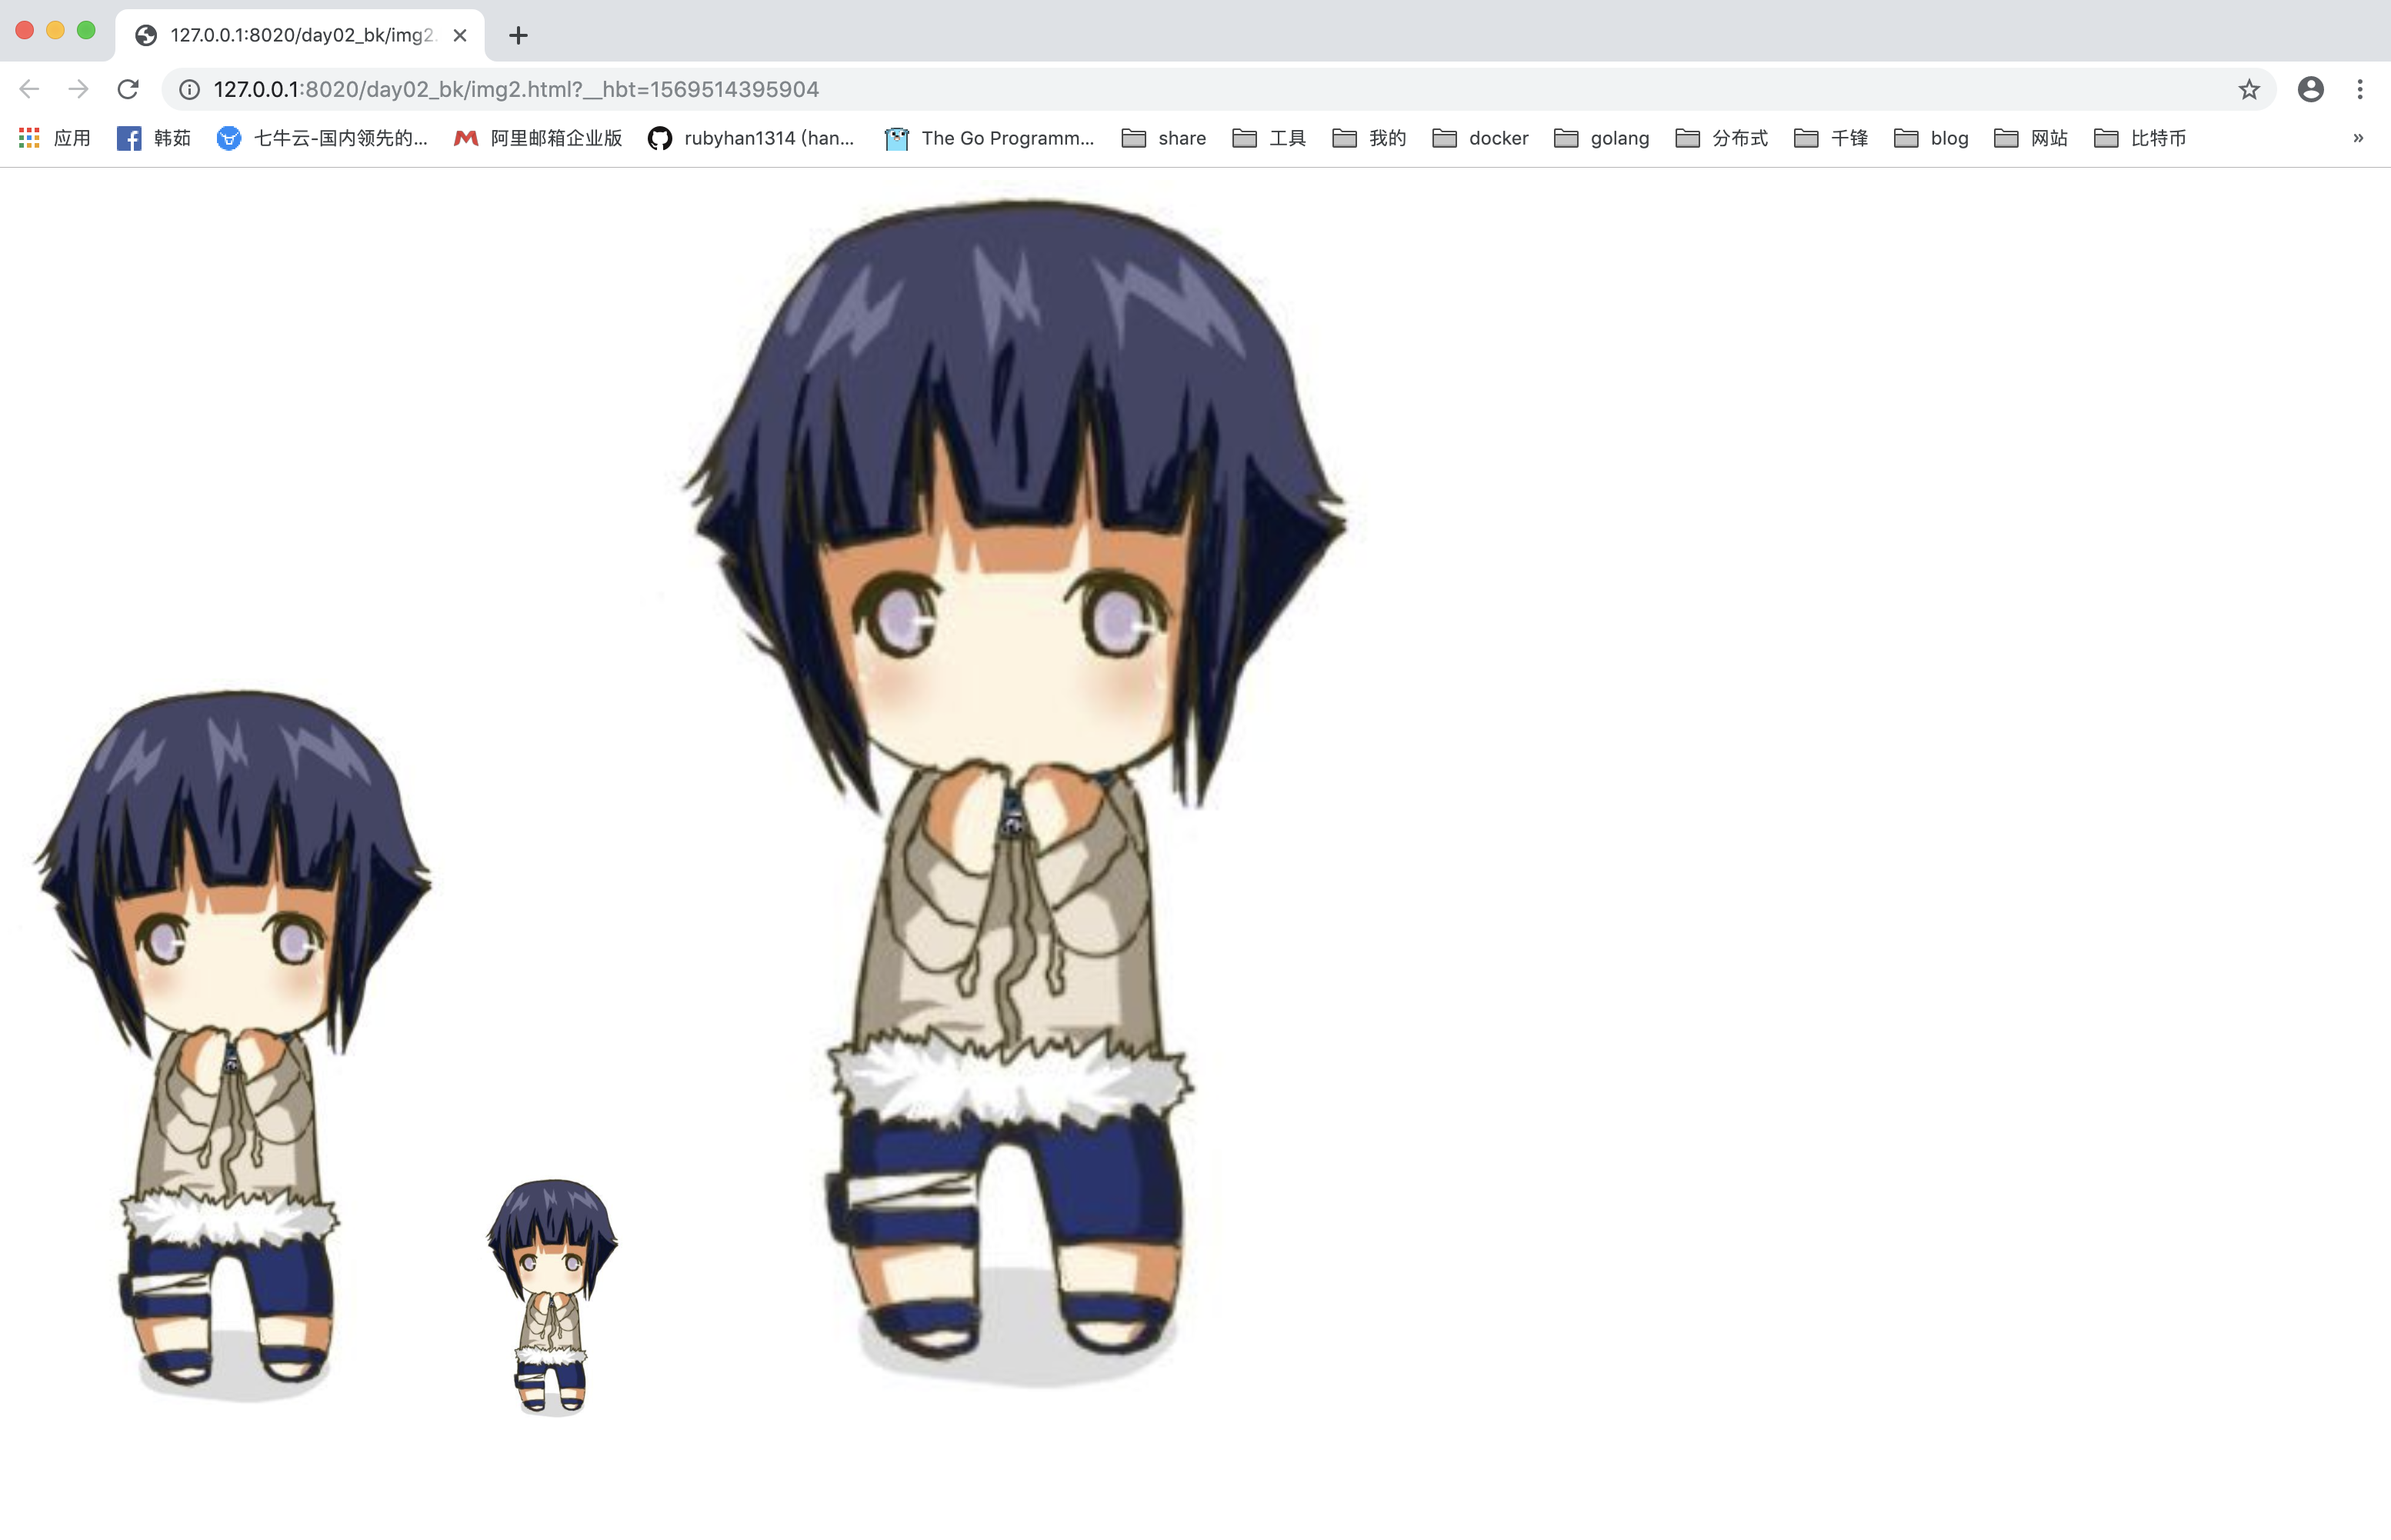 127.0.0.1:8020/day02_bk/img2.
127.0.0.1:8020/day02_bk/img2.html?__hbt=1569514395904
应用 韩茹 七牛云-国内领先的... 阿里邮箱企业版 rubyhan1314 (han... The Go Programm... share 工具 我的 docker golang 分布式 千锋 blog 网站 比特币 »